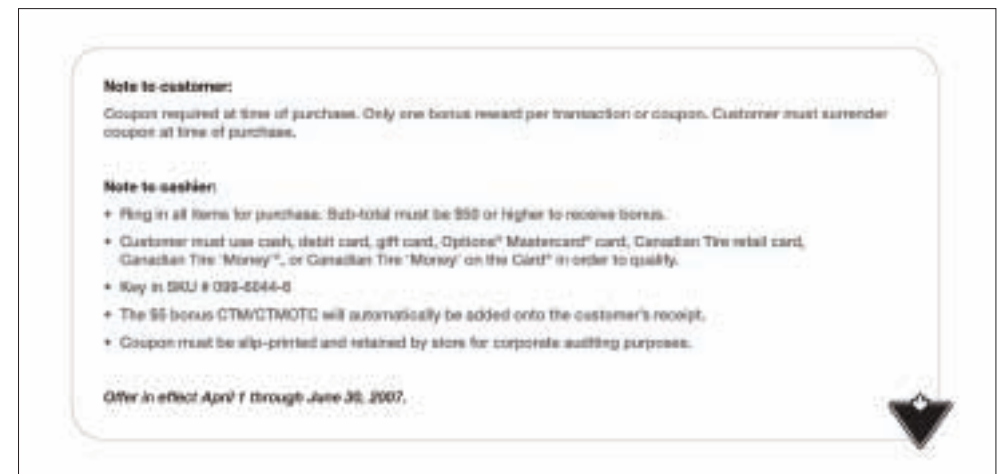 Note to customer:
Coupon required at time of purchase. Only one bonus reward per transaction or coupon. Customer must surrender
coupon at time of purchase.
Note to cashier:
• Ring in all items for purchase. Sub-total must be $50 or higher to receive bonus.
• Customer must use cash, debit card, gift card, Options® Mastercard® card, Canadian Tire retail card,
Canadian Tire 'Money'®, or Canadian Tire 'Money' on the Card® in order to qualify.
• Key in SKU # 099-6044-6
• The $5 bonus CTM/CTMOTC will automatically be added onto the customer's receipt.
• Coupon must be slip-printed and retained by store for corporate auditing purposes.
Offer in effect April 1 through June 30, 2007.